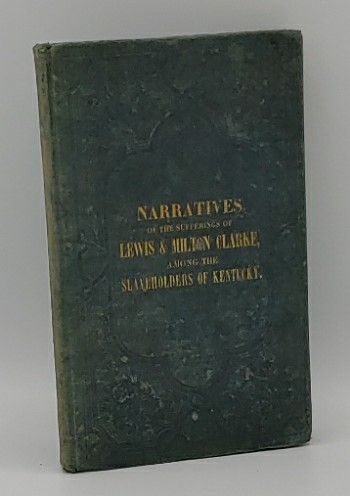 NARRATIVES
OF THE SUFFERINGS OF
LEWIS & MILTON CLARKE,
AMONG THE
SLAVEHOLDERS OF KENTUCKY.